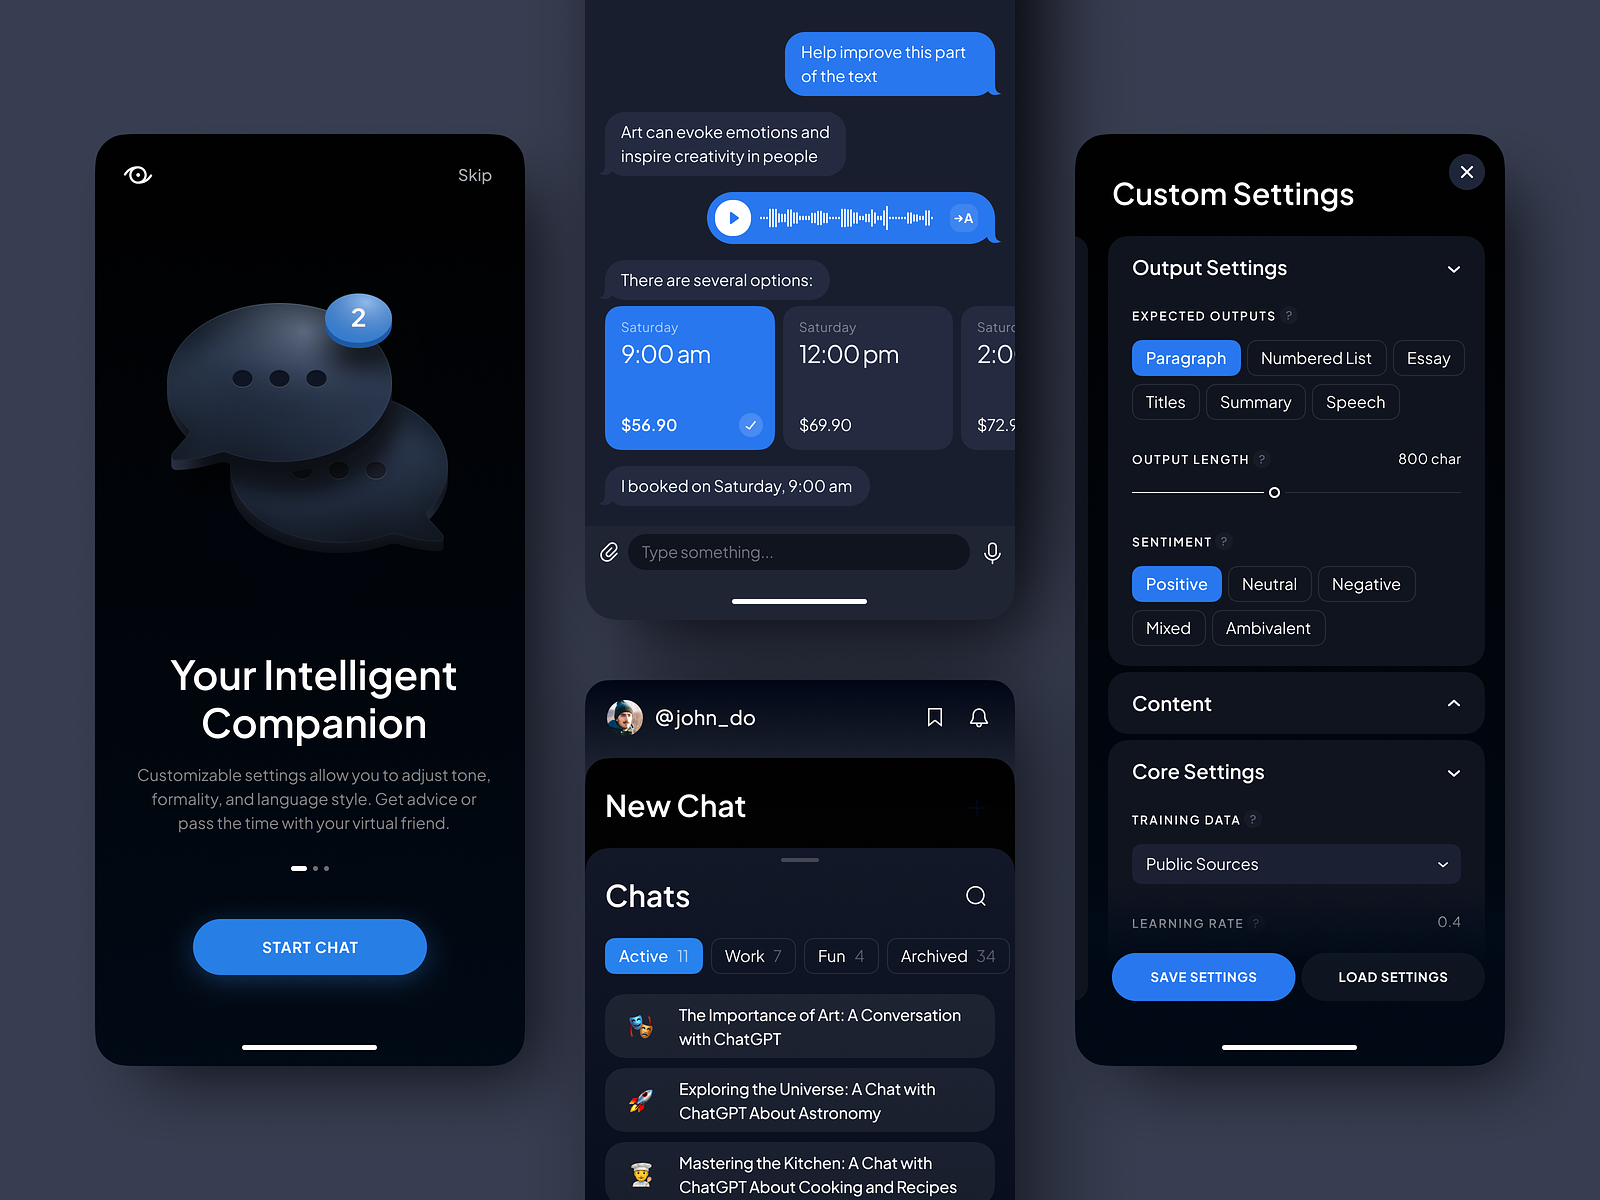 Skip
2
Your Intelligent
Companion
Customizable settings allow you to adjust tone,
formality, and language style. Get advice or
pass the time with your virtual friend.
START CHAT
Help improve this part
of the text
Art can evoke emotions and
inspire creativity in people
→A
There are several options:
Saturday
9:00 am
$56.90
Saturday
12:00 pm
$69.90
Saturd
2:0
$72.9
I booked on Saturday, 9:00 am
Type something...
@john_do
New Chat
Chats
Active 11
Work 7
Fun 4
Archived 34
The Importance of Art: A Conversation
with ChatGPT
Exploring the Universe: A Chat with
ChatGPT About Astronomy
Mastering the Kitchen: A Chat with
ChatGPT About Cooking and Recipes
Custom Settings
Output Settings
EXPECTED OUTPUTS ?
Paragraph Numbered List Essay
Titles Summary Speech
OUTPUT LENGTH ? 800 char
SENTIMENT ?
Positive Neutral Negative
Mixed Ambivalent
Content
Core Settings
TRAINING DATA ?
Public Sources
LEARNING RATE ? 0.4
SAVE SETTINGS LOAD SETTINGS